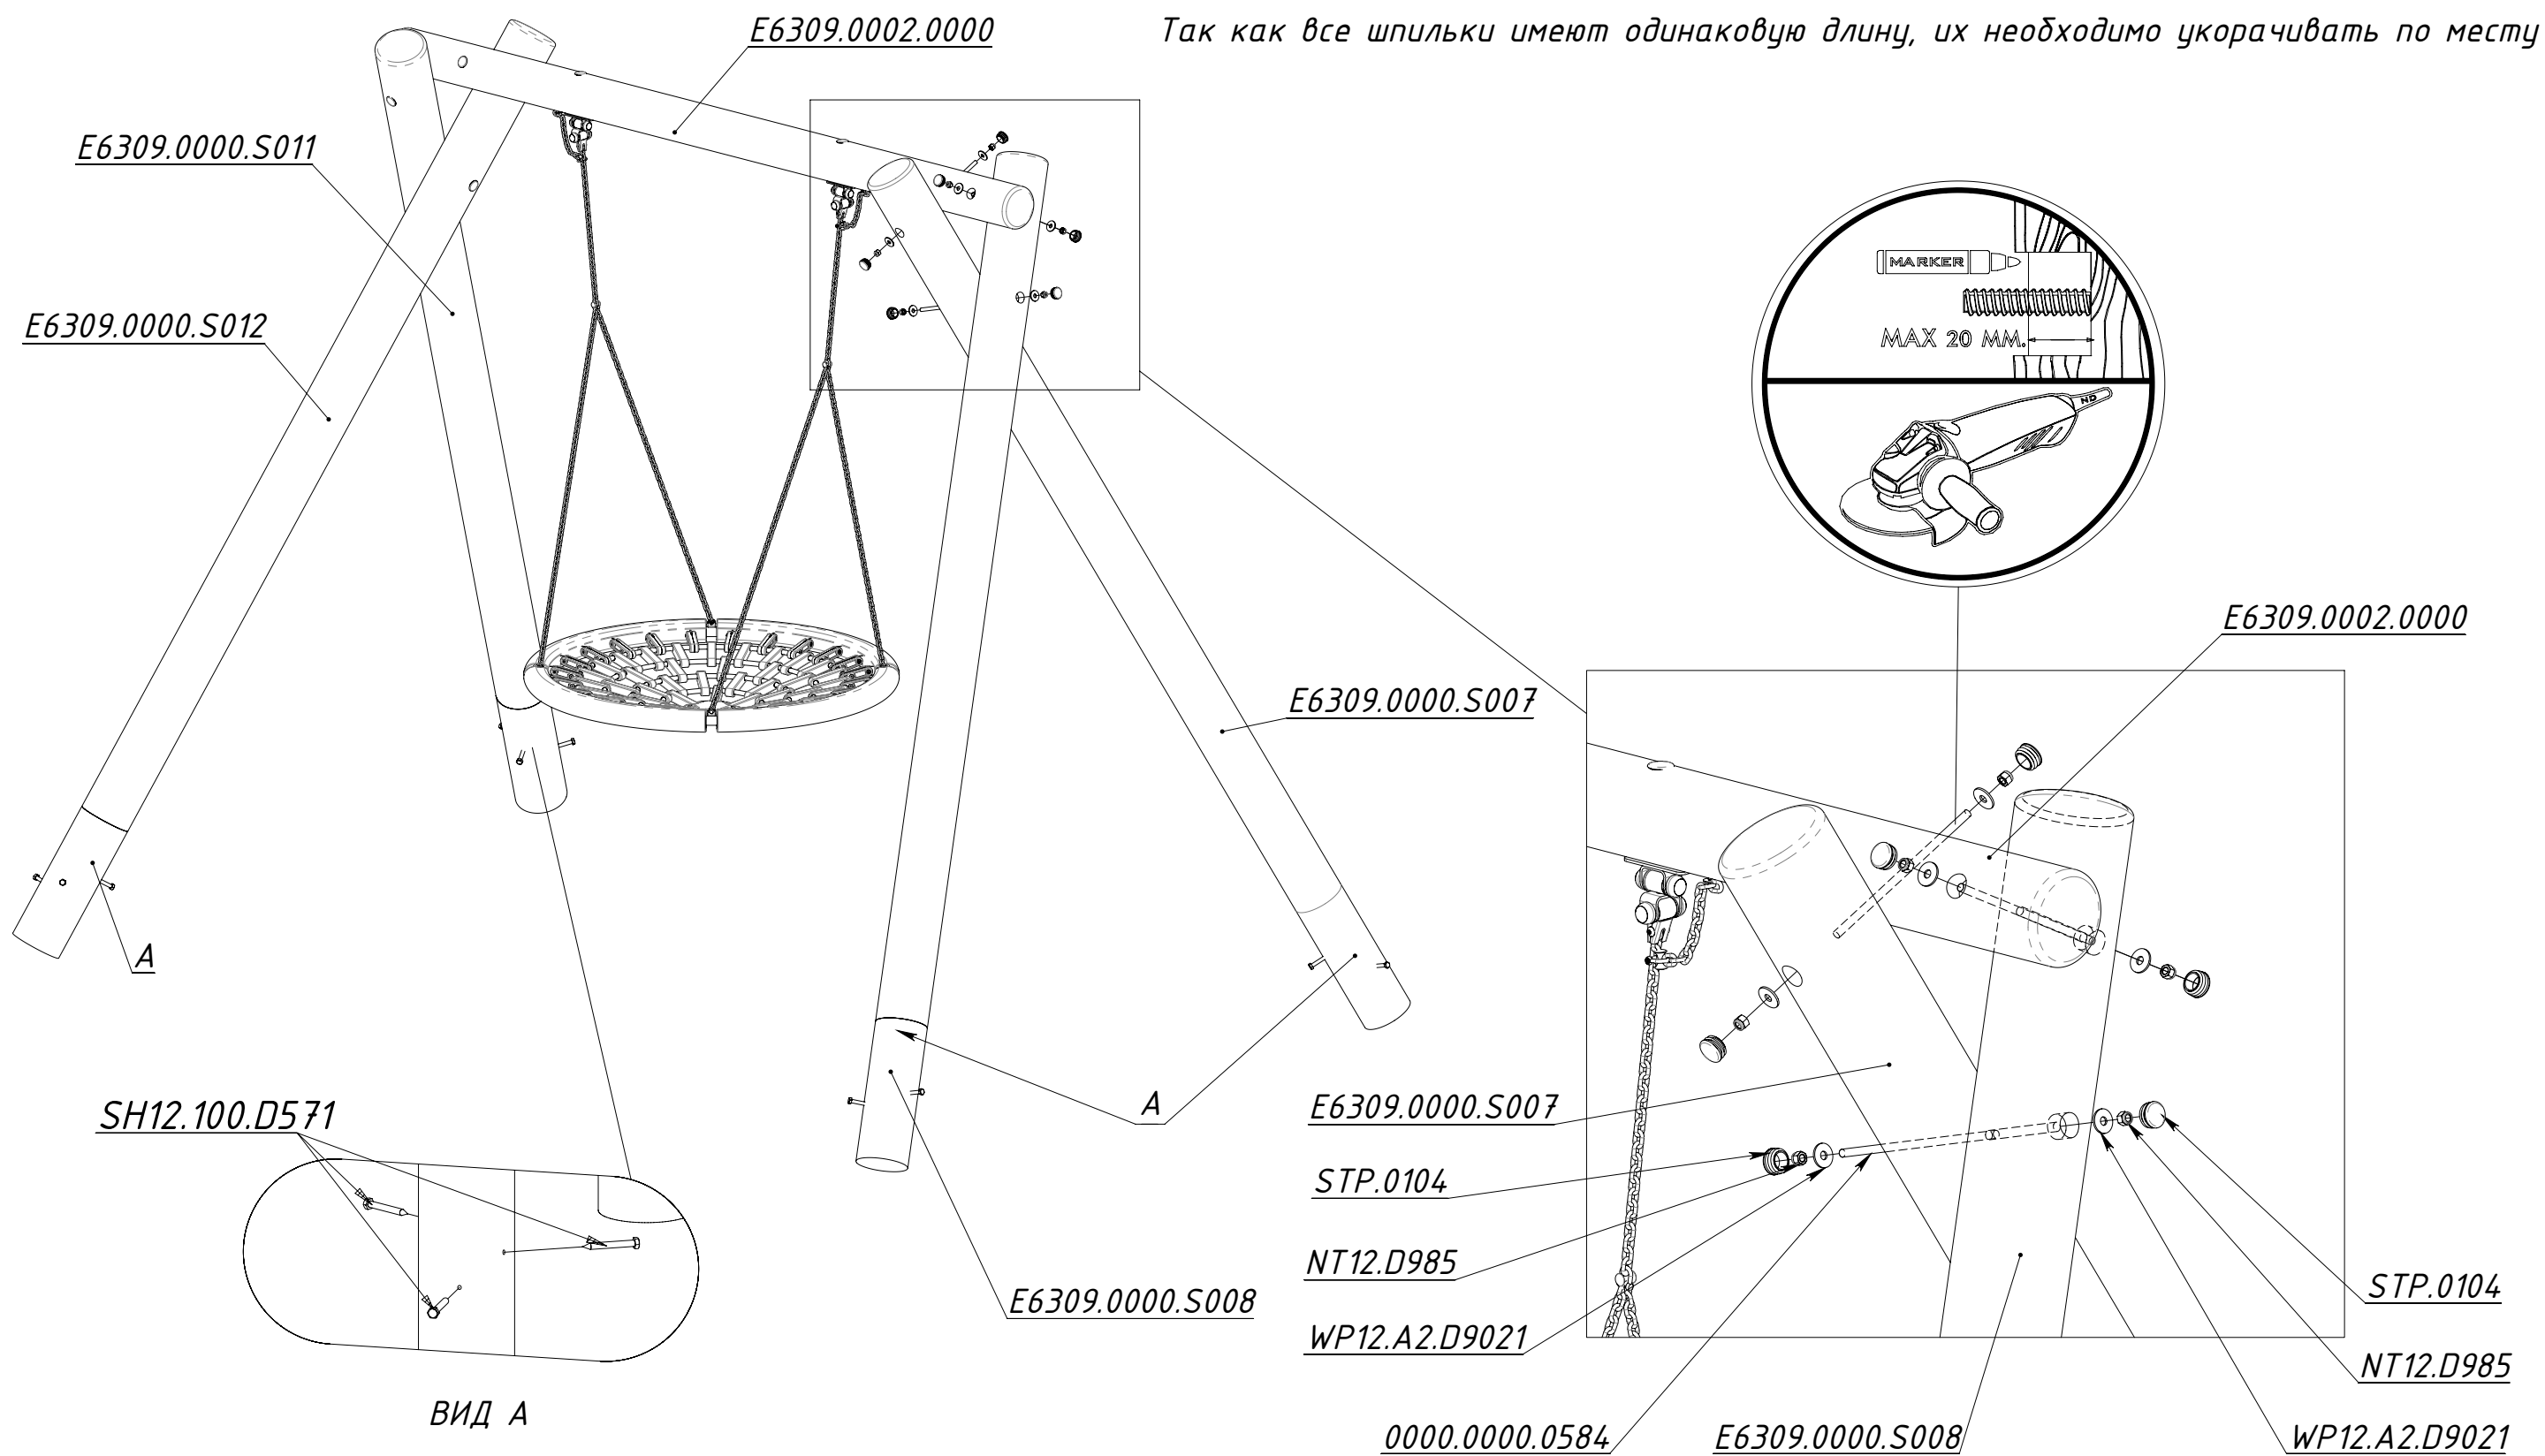 E6309.0002.0000
Так как все шпильки имеют одинаковую длину, их необходимо укорачивать по месту
E6309.0000.S011
E6309.0000.S012
MARKER
MAX 20 MM.
ND
E6309.0002.0000
E6309.0000.S007
A
A
SH12.100.D571
E6309.0000.S007
STP.0104
NT12.D985
E6309.0000.S008
STP.0104
WP12.A2.D9021
NT12.D985
ВИД А
0000.0000.0584
E6309.0000.S008
WP12.A2.D9021